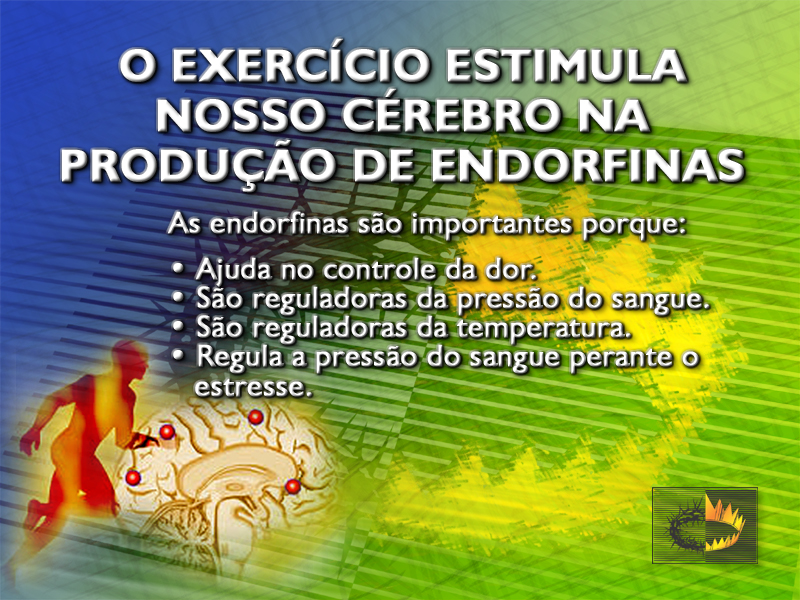 O EXERCÍCIO ESTIMULA
NOSSO CÉREBRO NA
PRODUÇÃO DE ENDORFINAS
As endorfinas são importantes porque:
• Ajuda no controle da dor.
• São reguladoras da pressão do sangue.
• São reguladoras da temperatura.
• Regula a pressão do sangue perante o
estresse.